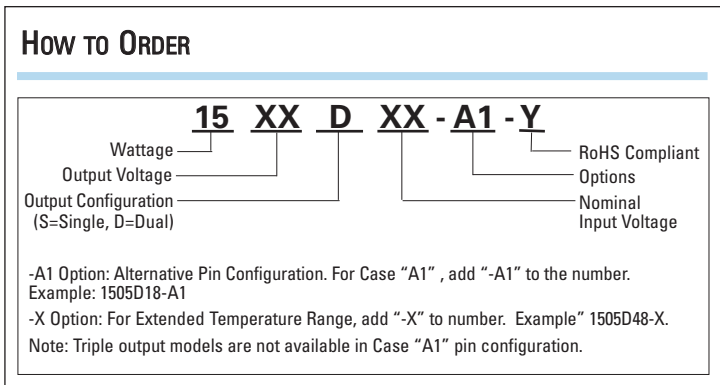 HOW TO ORDER
15 XX D XX - A1 - Y
Wattage
Output Voltage
Output Configuration
(S=Single, D=Dual)
RoHS Compliant
Options
Nominal
Input Voltage
-A1 Option: Alternative Pin Configuration. For Case “A1” , add “-A1” to the number.
Example: 1505D18-A1
-X Option: For Extended Temperature Range, add “-X” to number. Example” 1505D48-X.
Note: Triple output models are not available in Case “A1” pin configuration.